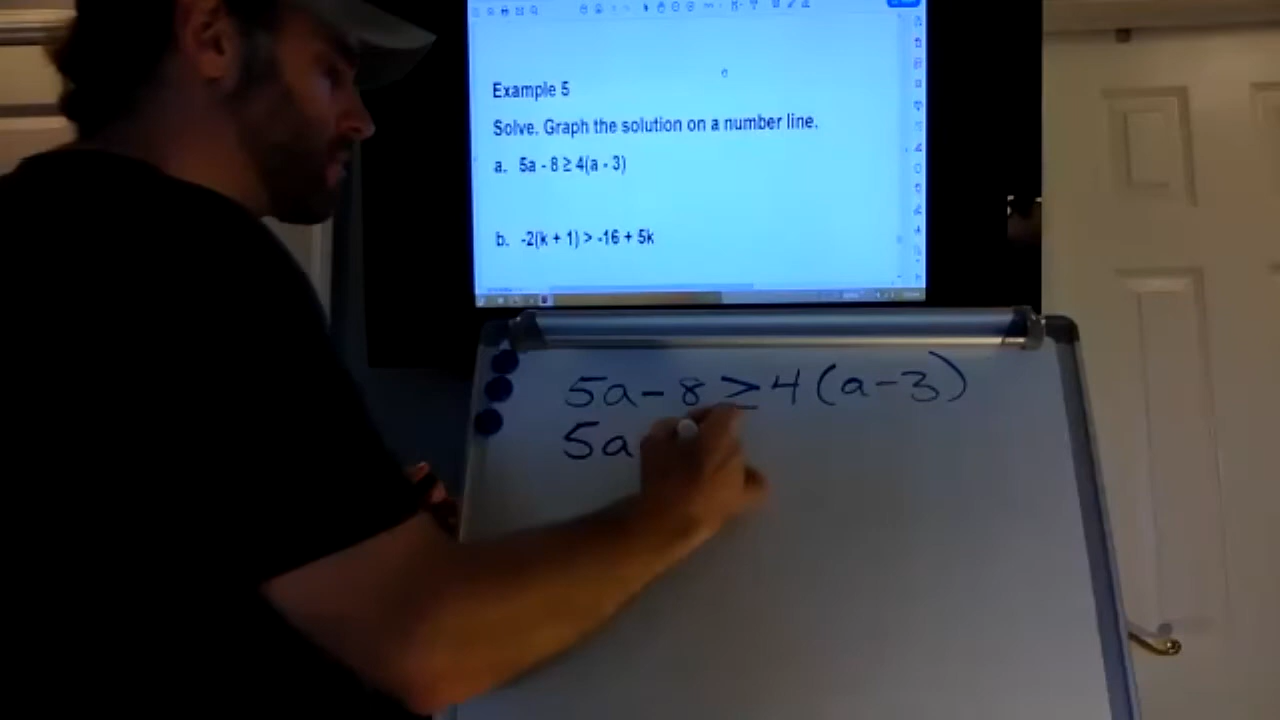 Example 5
Solve. Graph the solution on a number line.
a. 5a - 8 ≥ 4(a - 3)
b. -2(k + 1) > -16 + 5k
5a-8≥4(a-3)
5a